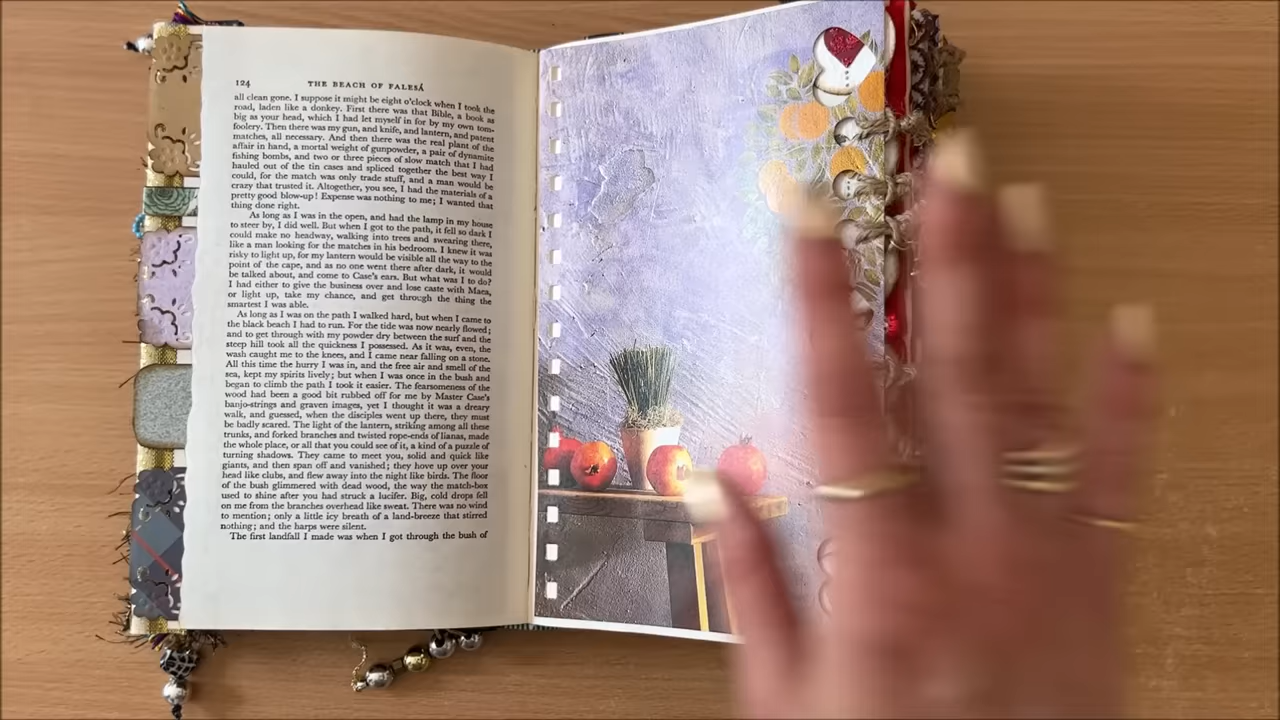 124 THE BEACH OF FALESÁ
all clean gone. I suppose it might be eight o'clock when I took the
road, laden like a donkey. First there was that Bible, a book as
big as your head, which I had let myself in for by my own tom-
foolery. Then there was my gun, and knife, and lantern, and patent
matches, all necessary. And then there was the real plant of the
affair in hand, a mortal weight of gunpowder, a pair of dynamite
fishing bombs, and two or three pieces of slow match that I had
hauled out of the tin cases and spliced together the best way I
could, for the match was only trade stuff, and a man would be
crazy that trusted it. Altogether, you see, I had the materials of a
pretty good blow-up! Expense was nothing to me; I wanted that
thing done right.
As long as I was in the open, and had the lamp in my house
to steer by, I did well. But when I got to the path, it fell so dark I
could make no headway, walking into trees and swearing there,
like a man looking for the matches in his bedroom. I knew it was
risky to light up, for my lantern would be visible all the way to the
point of the cape, and as no one went there after dark, it would
be talked about, and come to Case's ears. But what was I to do?
I had either to give the business over and lose caste with Maea,
or light up, take my chance, and get through the thing the
smartest I was able.
As long as I was on the path I walked hard, but when I came to
the black beach I had to run. For the tide was now nearly flowed;
and to get through with my powder dry between the surf and the
steep hill took all the quickness I possessed. As it was, even, the
wash caught me to the knees, and I came near falling on a stone.
All this time the hurry I was in, and the free air and smell of the
sea, kept my spirits lively; but when I was once in the bush and
began to climb the path I took it easier. The fearsomeness of the
wood had been a good bit rubbed off for me by Master Case's
banjo-strings and graven images, yet I thought it was a dreary
walk, and guessed, when the disciples went up there, they must
be badly scared. The light of the lantern, striking among all these
trunks, and forked branches and twisted rope-ends of lianas, made
the whole place, or all that you could see of it, a kind of a puzzle of
turning shadows. They came to meet you, solid and quick like
giants, and then span off and vanished; they hove up over your
head like clubs, and flew away into the night like birds. The floor
of the bush glimmered with dead wood, the way the match-box
used to shine after you had struck a lucifer. Big, cold drops fell
on me from the branches overhead like sweat. There was no wind
to mention; only a little icy breath of a land-breeze that stirred
nothing; and the harps were silent.
The first landfall I made was when I got through the bush of